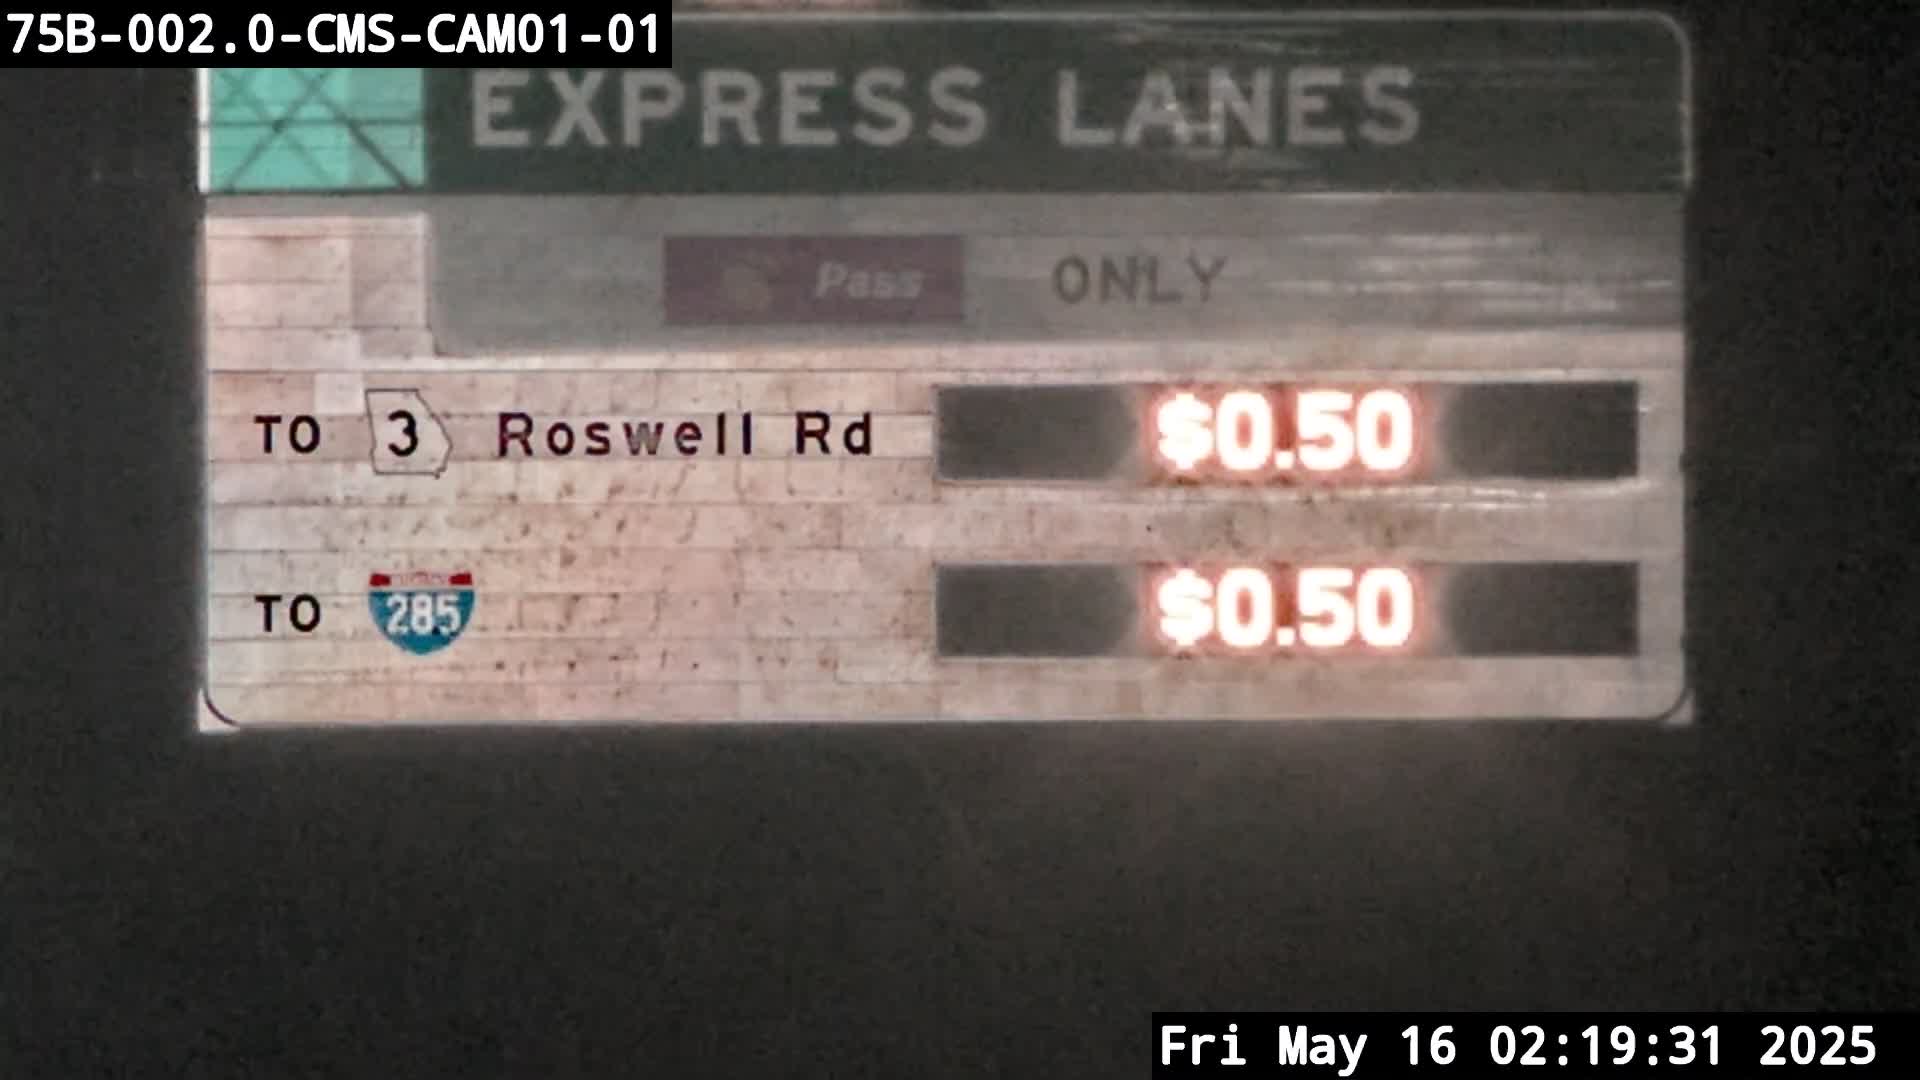 75B-002.0-CMS-CAM01-01
EXPRESS LANES
Pass ONLY
TO 3 Roswell Rd $0.50
TO 285 $0.50
Fri May 16 02:19:31 2025